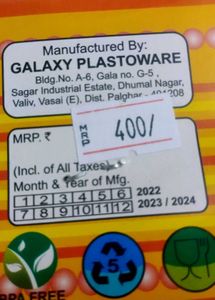 Manufactured By:
GALAXY PLASTOWARE
Bldg.No. A-6, Gala no. G-5 ,
Sagar Industrial Estate, Dhumal Nagar,
Valiv, Vasai (E), Dist. Palghar - 401208
MRP. ₹
MRP 400/
(Incl. of All Taxes)
Month & Year of Mfg.
1 2 3 4 5 6 2022
7 8 9 10 11 12 2023 / 2024
5
BPA FREE